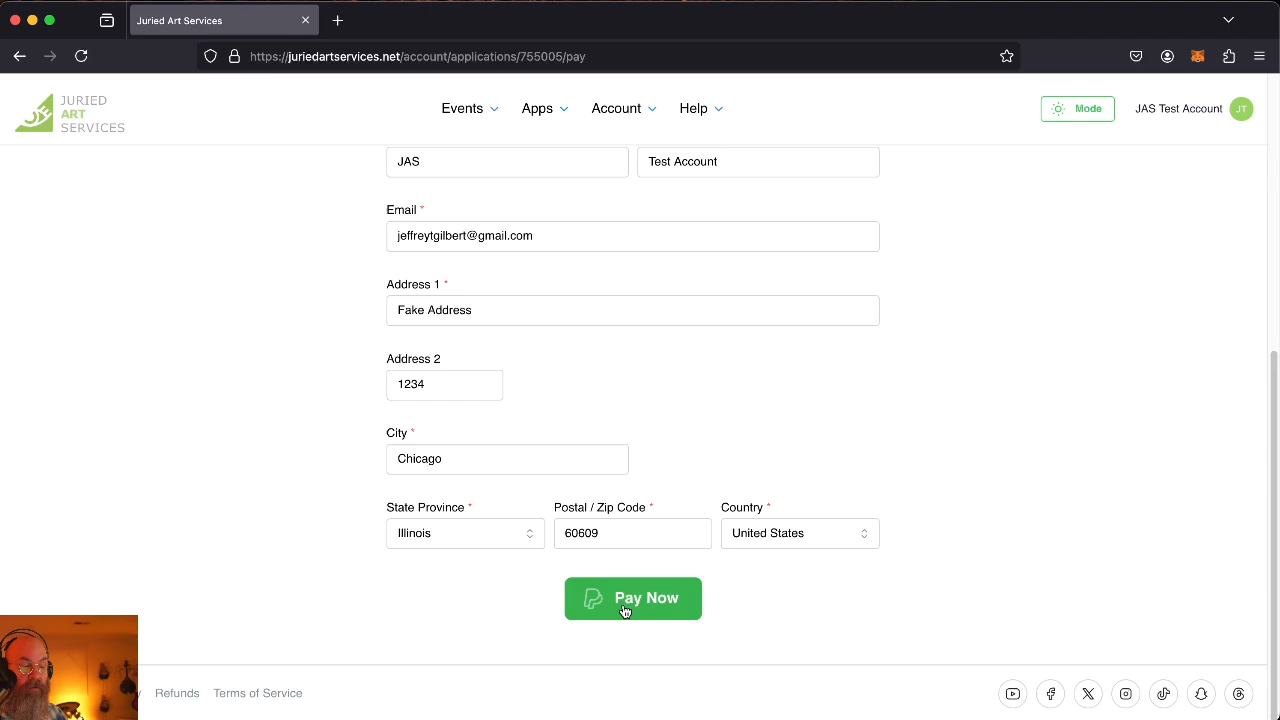 Juried Art Services
https://juriedartservices.net/account/applications/755005/pay
JURIED
ART
SERVICES
Events
Apps
Account
Help
Mode
JAS Test Account
JT
JAS
Test Account
Email *
jeffreytgilbert@gmail.com
Address 1 *
Fake Address
Address 2
1234
City *
Chicago
State Province * Postal / Zip Code * Country *
Illinois 60609 United States
Pay Now
Refunds Terms of Service